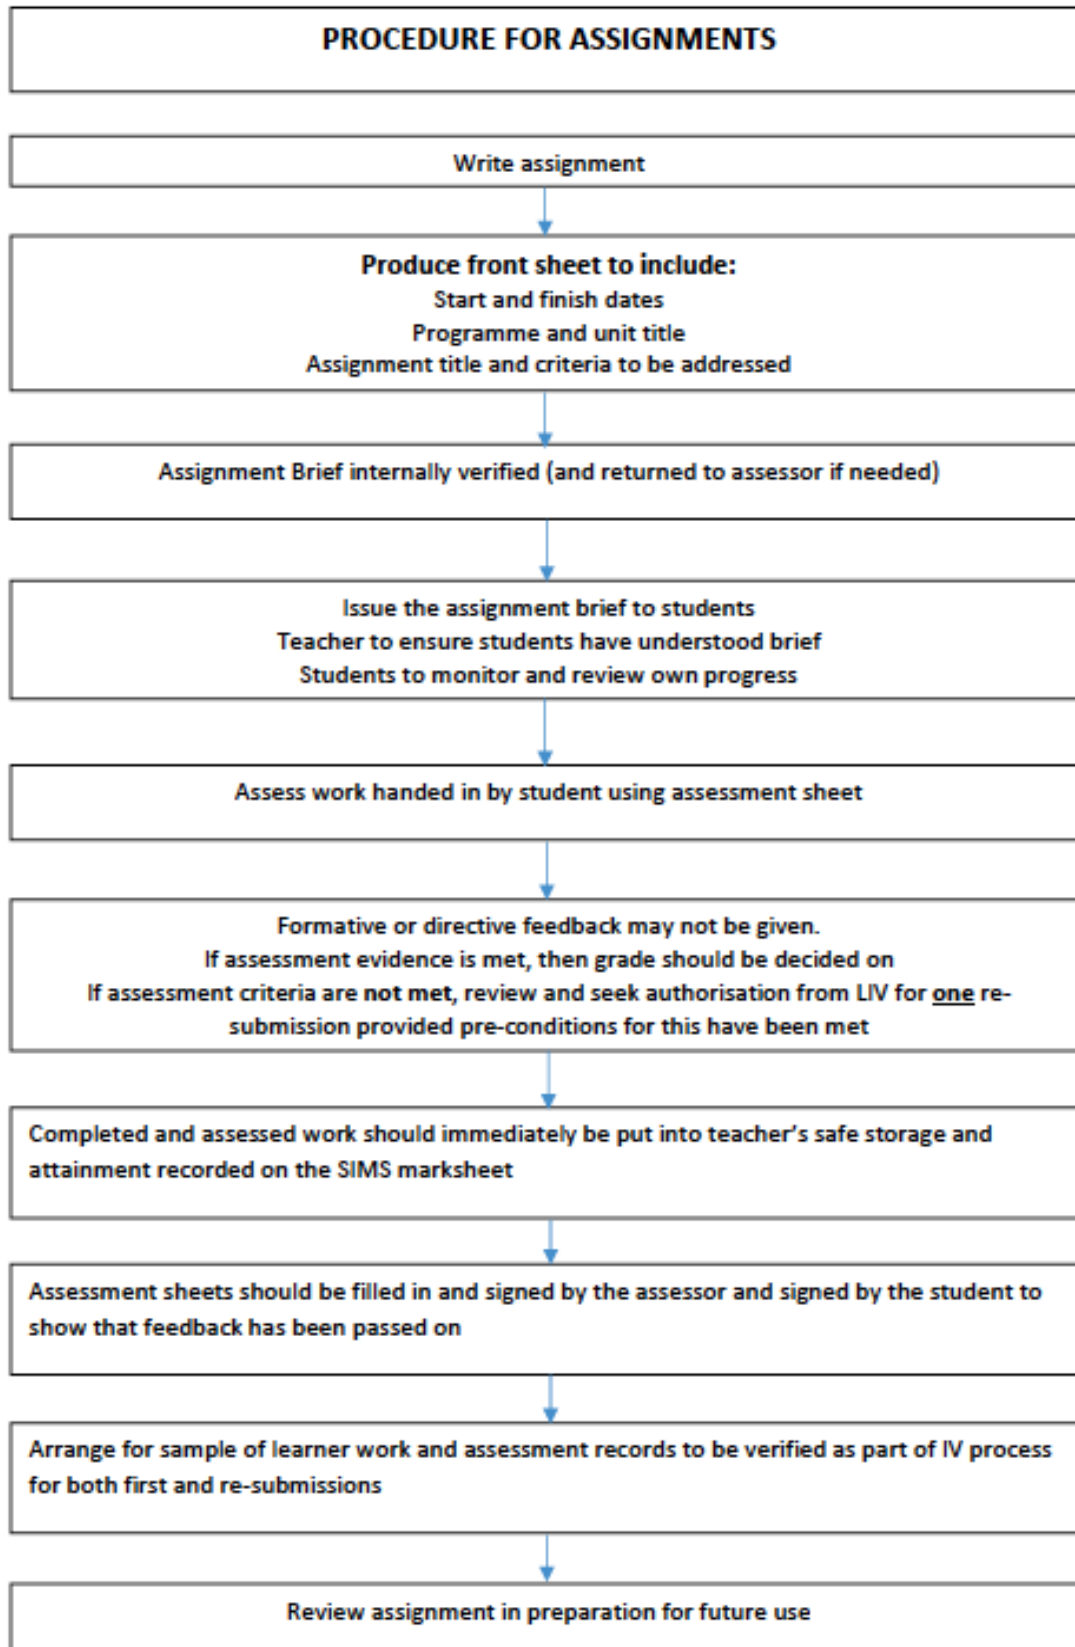 PROCEDURE FOR ASSIGNMENTS
Write assignment
Produce front sheet to include:
Start and finish dates
Programme and unit title
Assignment title and criteria to be addressed
Assignment Brief internally verified (and returned to assessor if needed)
Issue the assignment brief to students
Teacher to ensure students have understood brief
Students to monitor and review own progress
Assess work handed in by student using assessment sheet
Formative or directive feedback may not be given.
If assessment evidence is met, then grade should be decided on
If assessment criteria are not met, review and seek authorisation from LIV for one re-
submission provided pre-conditions for this have been met
Completed and assessed work should immediately be put into teacher's safe storage and
attainment recorded on the SIMS marksheet
Assessment sheets should be filled in and signed by the assessor and signed by the student to
show that feedback has been passed on
Arrange for sample of learner work and assessment records to be verified as part of IV process
for both first and re-submissions
Review assignment in preparation for future use